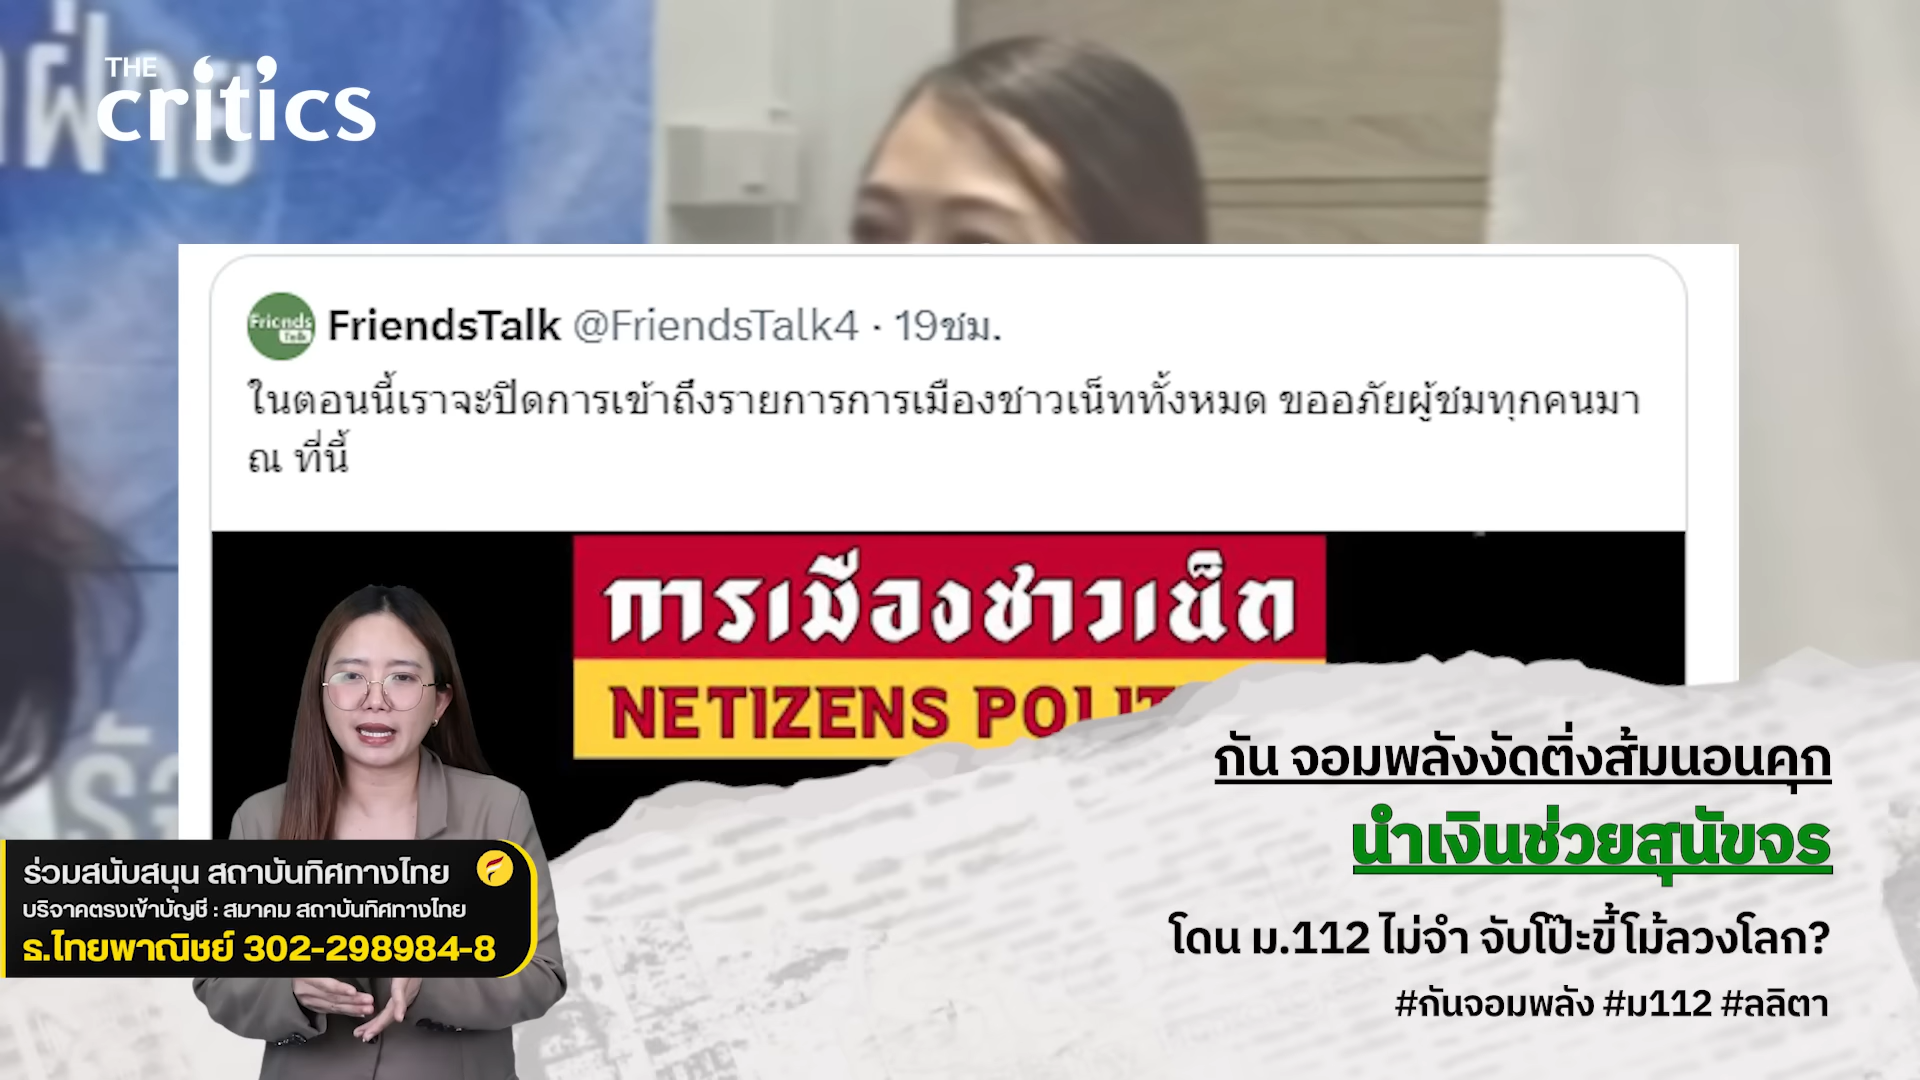 THE
critics
FriendsTalk @FriendsTalk4 · 19ชม.
ในตอนนี้เราจะปิดการเข้าถึงรายการการเมืองชาวเน็ททั้งหมด ขออภัยผู้ชมทุกคนมา
ณ ที่นี้
การเมืองชาวเน็ต
NETIZENS POLIT
กัน จอมพลังงัดติ่งส้มนอนคุก
นำเงินช่วยสุนัขจร
โดน ม.112 ไม่จำ จับโป๊ะขี้โม้ลวงโลก?
#กันจอมพลัง #ม112 #ลลิตา
ร่วมสนับสนุน สถาบันทิศทางไทย
บริจาคตรงเข้าบัญชี : สมาคม สถาบันทิศทางไทย
ธ.ไทยพาณิชย์ 302-298984-8